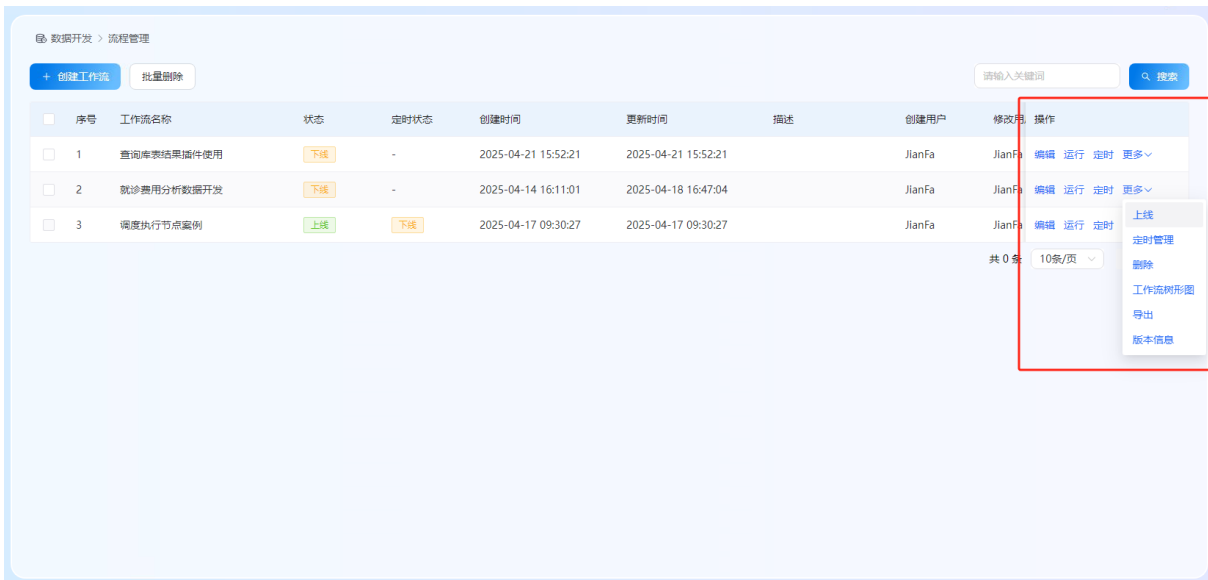 数据开发 > 流程管理
+ 创建工作流 批量删除 请输入关键词 搜索
序号 工作流名称 状态 定时状态 创建时间 更新时间 描述 创建用户 修改用 操作
1 查询库表结果插件使用 下线 - 2025-04-21 15:52:21 2025-04-21 15:52:21 JianFa JianFa 编辑 运行 定时 更多
2 就诊费用分析数据开发 下线 - 2025-04-14 16:11:01 2025-04-18 16:47:04 JianFa JianFa 编辑 运行 定时 更多
3 调度执行节点案例 上线 下线 2025-04-17 09:30:27 2025-04-17 09:30:27 JianFa JianFa 编辑 运行 定时
共 0 条 10条/页
上线
定时管理
删除
工作流树形图
导出
版本信息